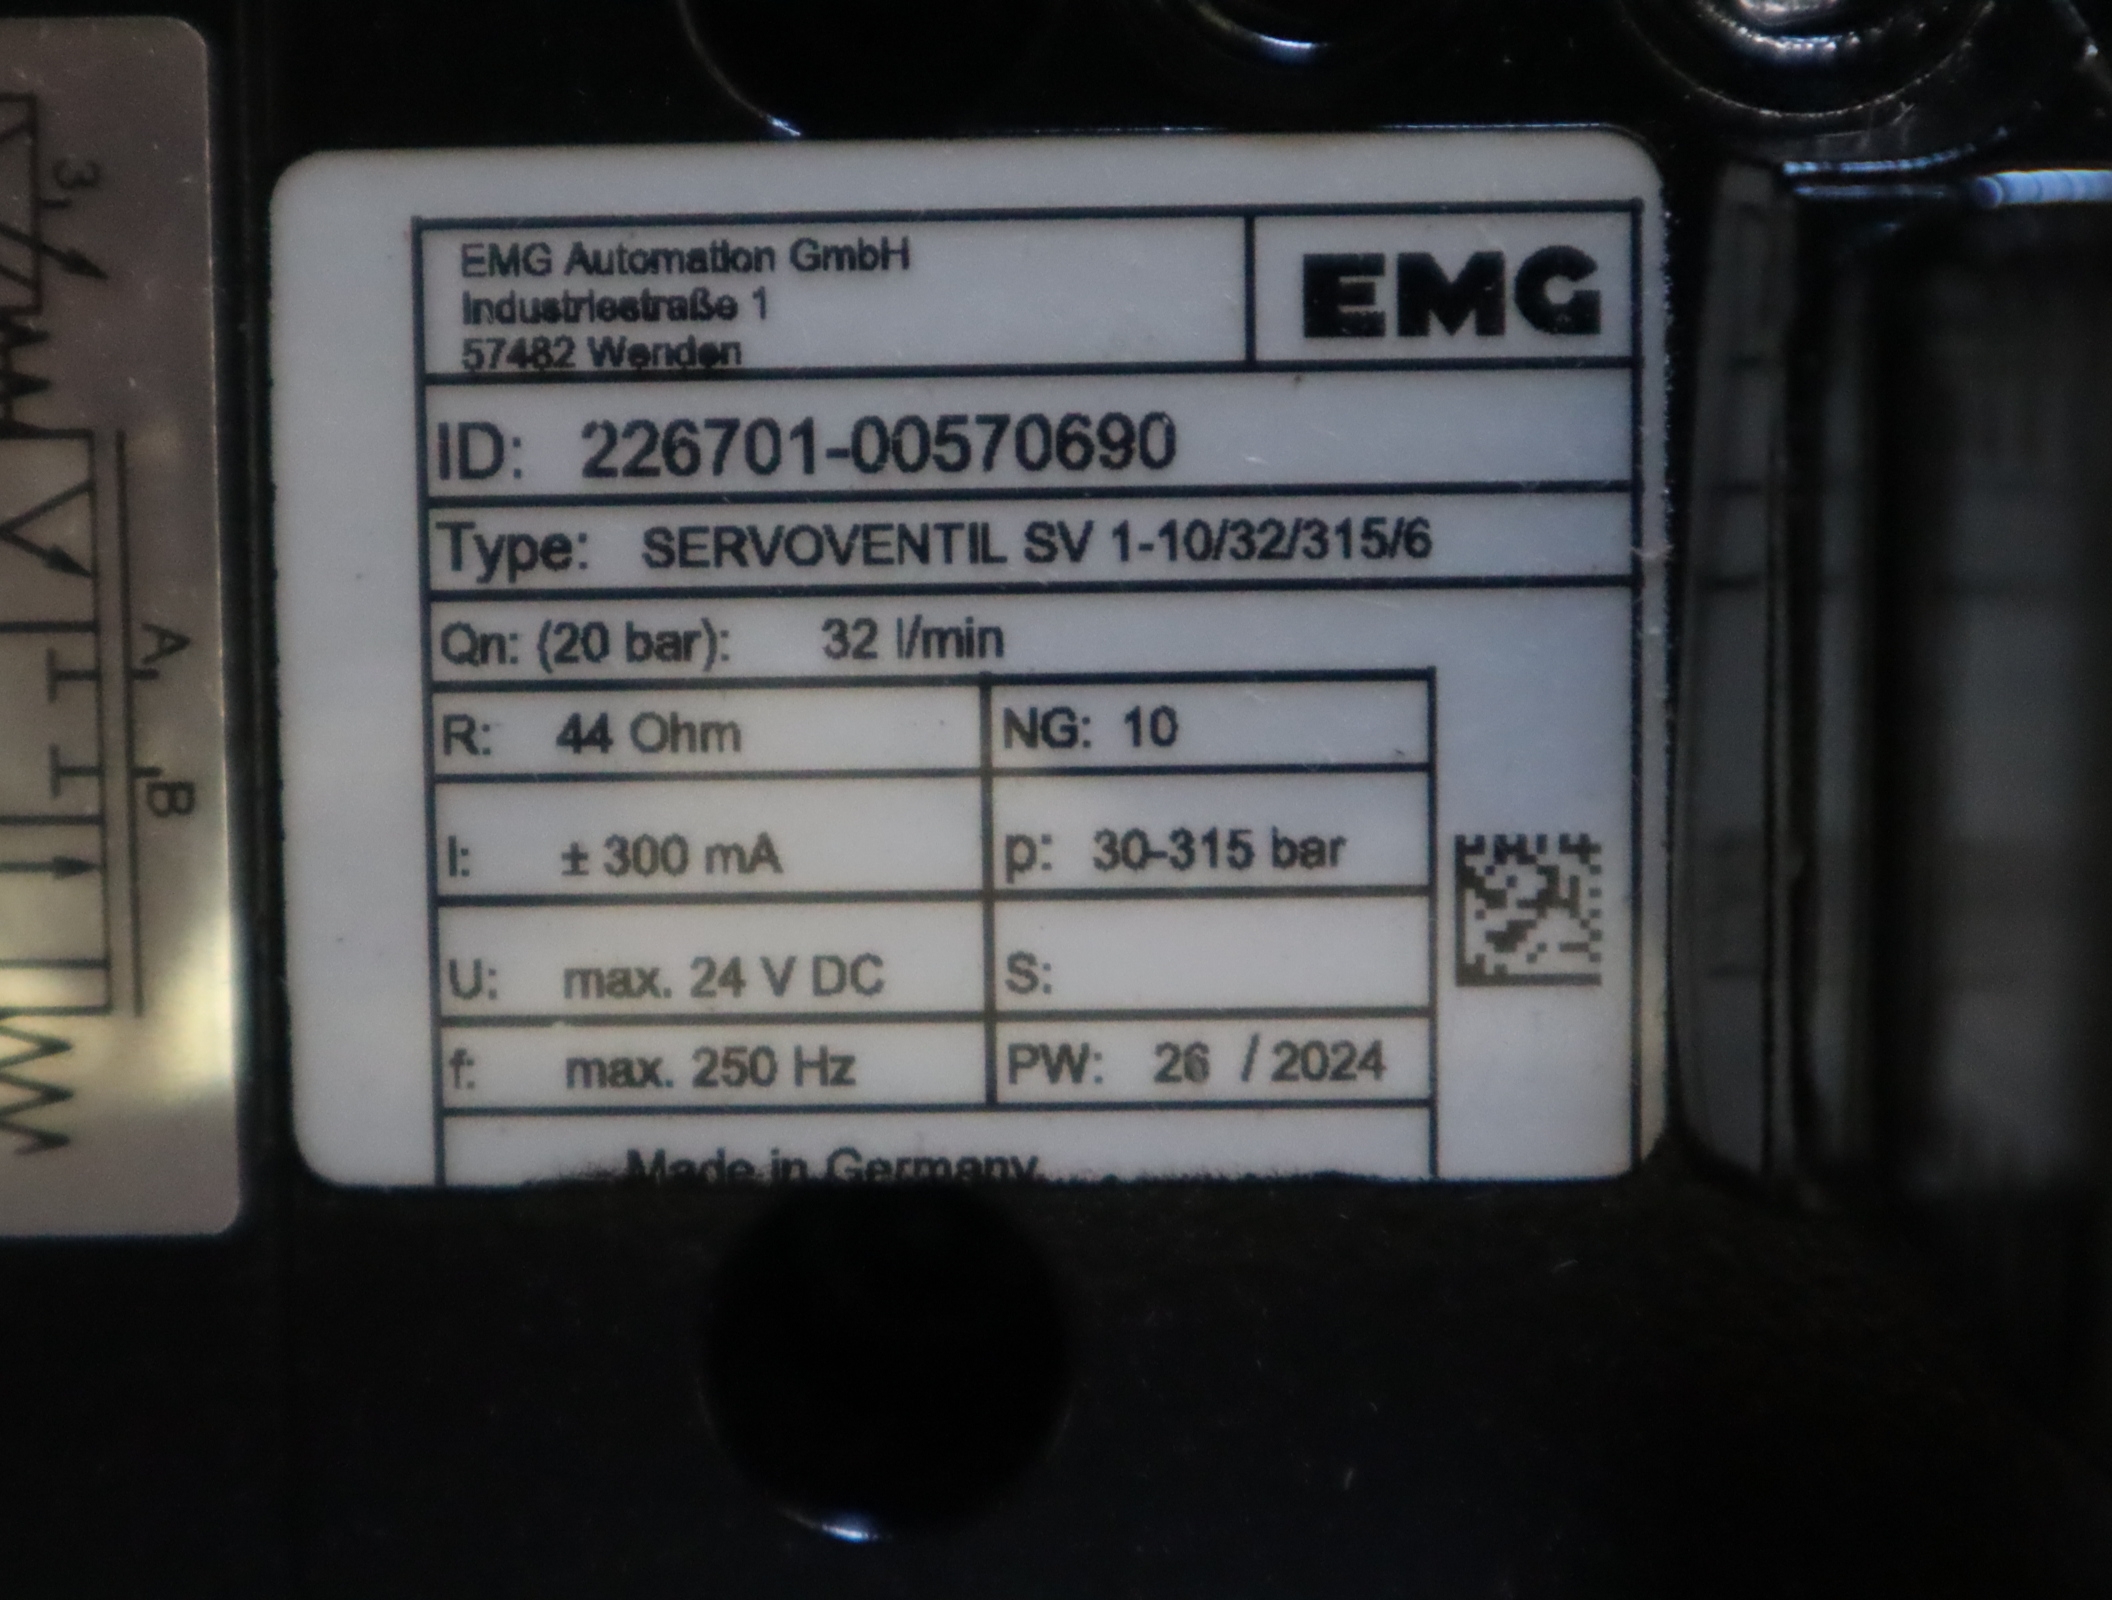 EMG Automation GmbH
Industriestraße 1
57482 Wenden
EMG
ID: 226701-00570690
Type: SERVOVENTIL SV 1-10/32/315/6
Qn: (20 bar): 32 l/min
R: 44 Ohm
NG: 10
I: ± 300 mA
p: 30-315 bar
U: max. 24 V DC
S:
f: max. 250 Hz
PW: 26 / 2024
Made in Germany
A
B